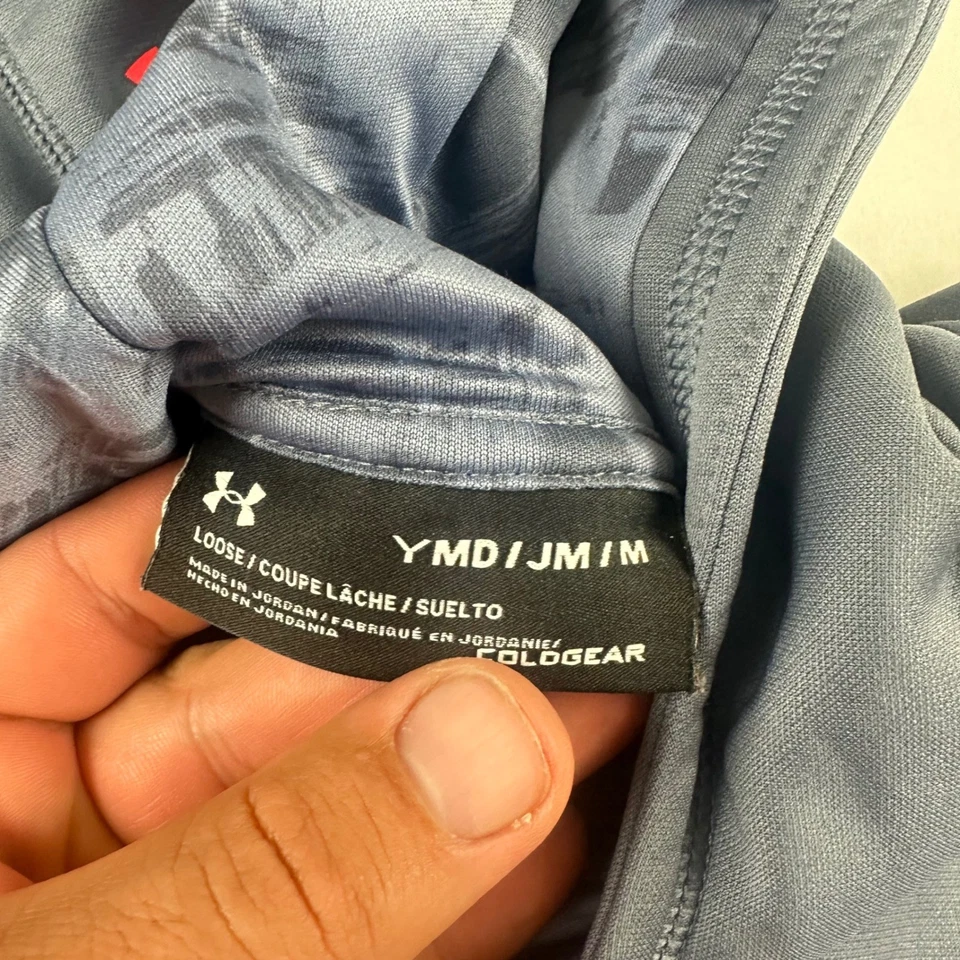 YMD / JM / M
LOOSE / COUPE LÂCHE / SUELTO
MADE IN JORDAN / FABRIQUÉ EN JORDANIE/
HECHO EN JORDANIA
COLDGEAR